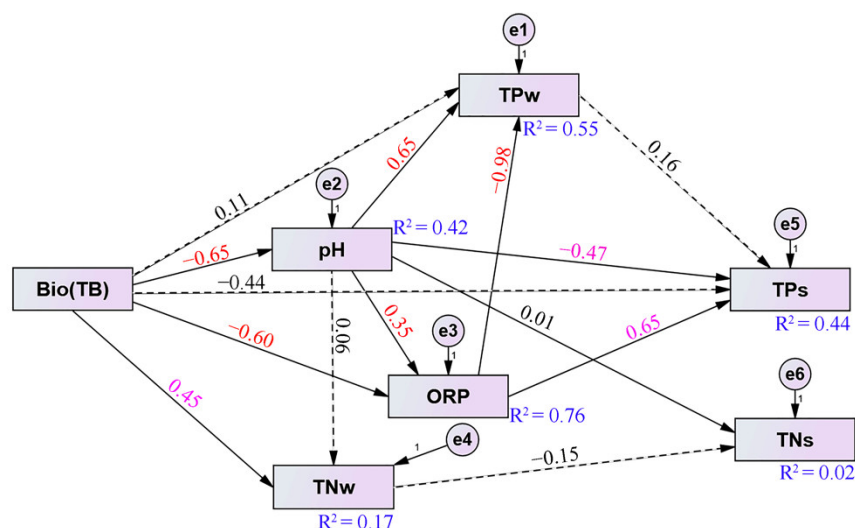 e1
1
TPw
R² = 0.55
0.11
0.65
−0.98
0.16
e2
1
pH
R² = 0.42
−0.65
−0.47
e5
1
Bio(TB)
−0.44
TPs
R² = 0.44
0.06
0.35
0.01
−0.60
e3
1
0.65
ORP
R² = 0.76
0.45
e6
1
e4
1
TNs
R² = 0.02
−0.15
TNw
R² = 0.17